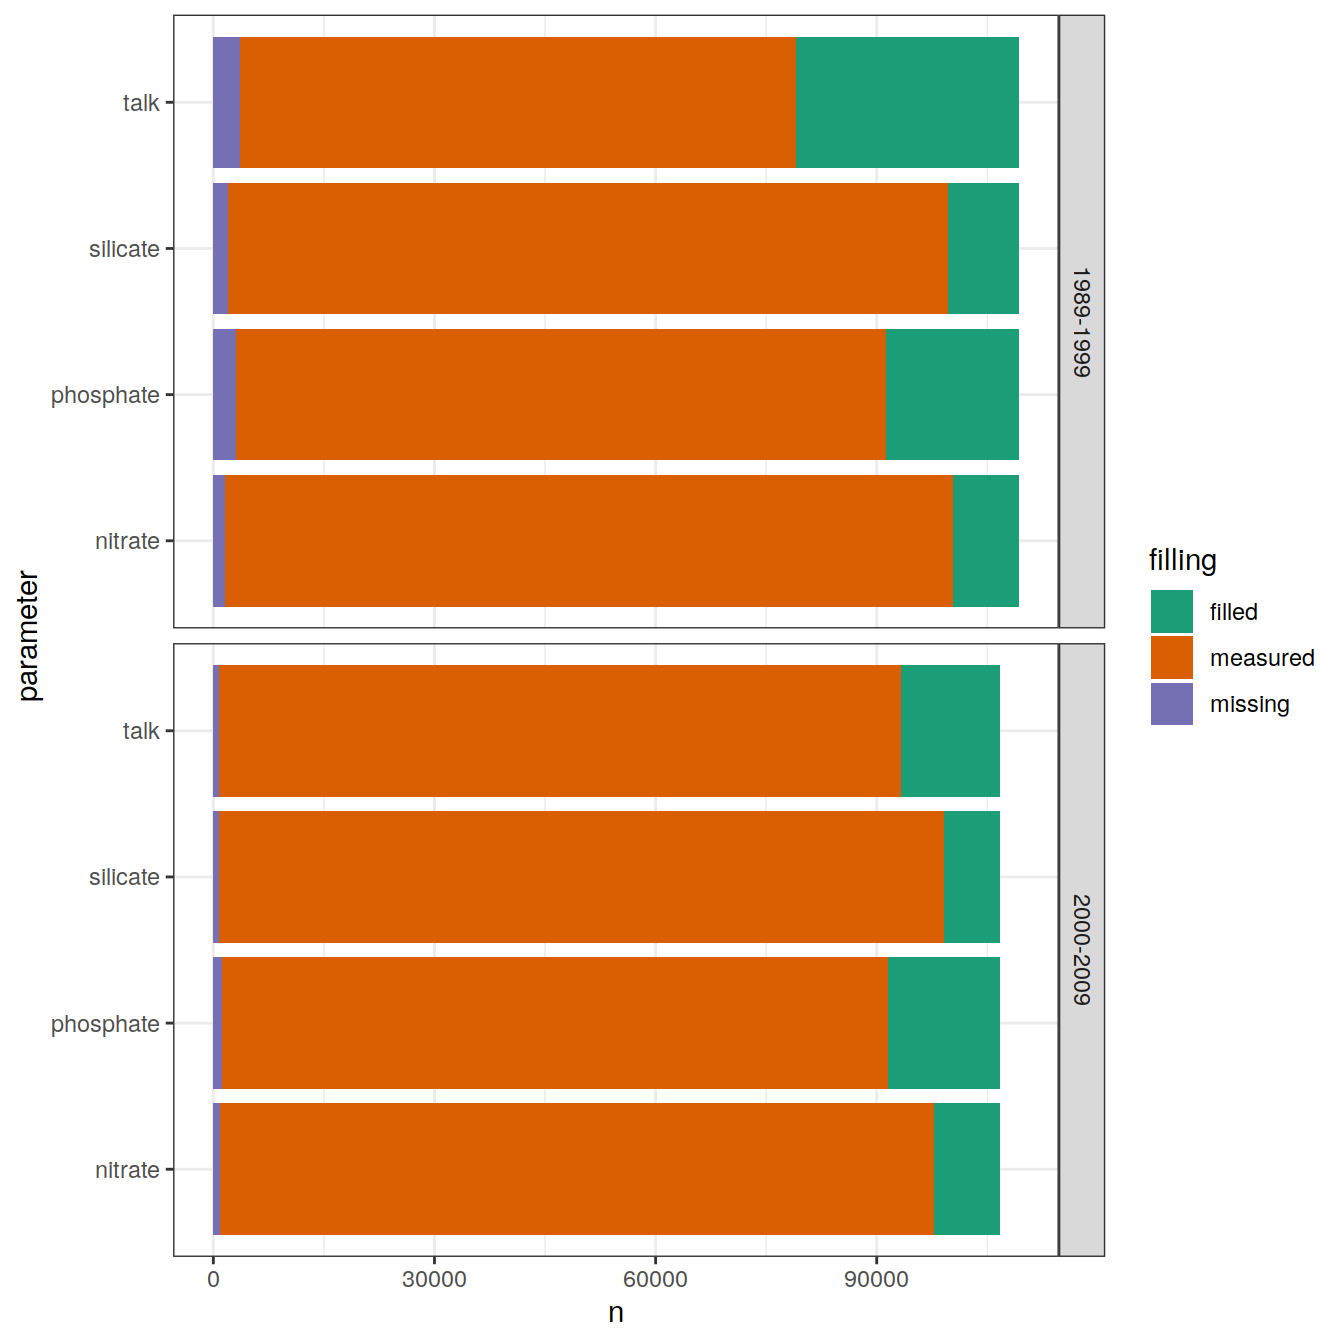 talk
silicate
phosphate
nitrate
1989-1999
talk
silicate
phosphate
nitrate
2000-2009
0 30000 60000 90000
n
parameter
filling
filled
measured
missing